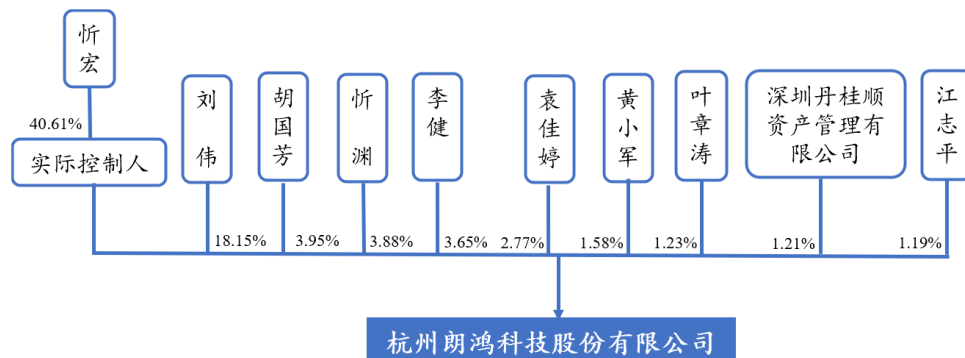 忻宏
40.61%
实际控制人
刘伟
胡国芳
忻渊
李健
袁佳婷
黄小军
叶章涛
深圳丹桂顺
资产管理有
限公司
江志平
18.15%
3.95%
3.88%
3.65%
2.77%
1.58%
1.23%
1.21%
1.19%
杭州朗鸿科技股份有限公司